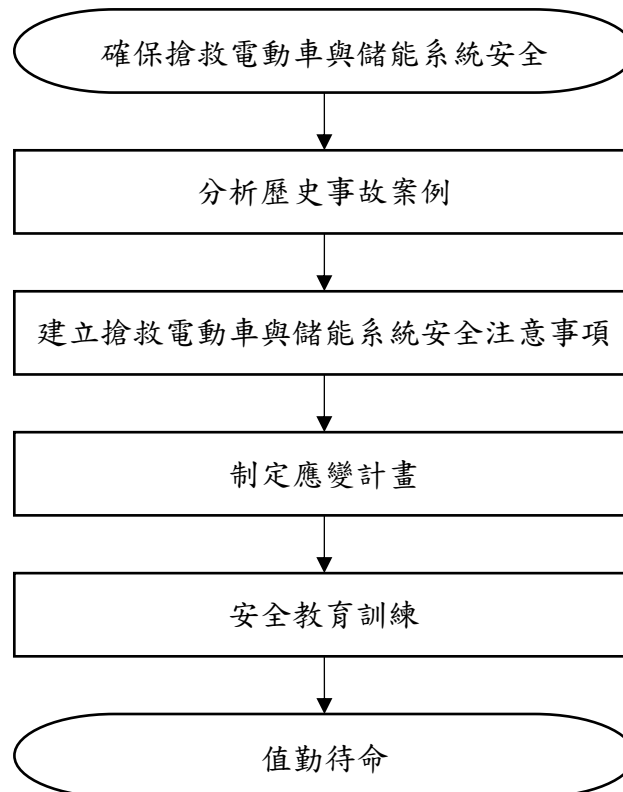 確保搶救電動車與儲能系統安全
分析歷史事故案例
建立搶救電動車與儲能系統安全注意事項
制定應變計畫
安全教育訓練
值勤待命